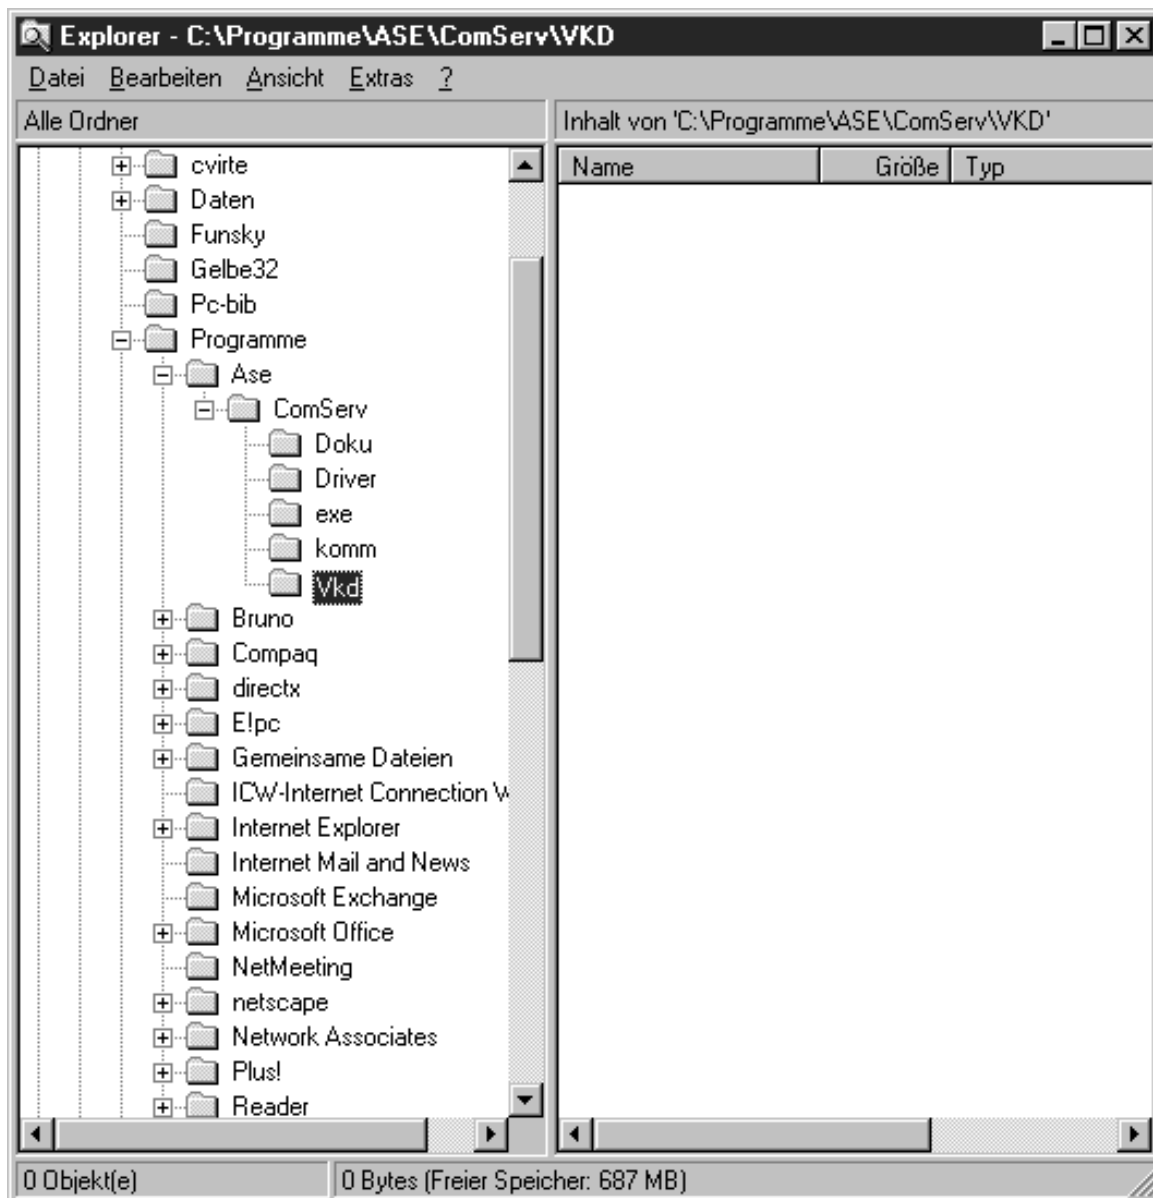 Explorer - C:\Programme\ASE\ComServ\VKD
Datei Bearbeiten Ansicht Extras ?
Alle Ordner
Inhalt von 'C:\Programme\ASE\ComServ\VKD'
Name Größe Typ
cvirte
Daten
Funsky
Gelbe32
Pc-bib
Programme
Ase
ComServ
Doku
Driver
exe
komm
Vkd
Bruno
Compaq
directx
E!pc
Gemeinsame Dateien
ICW-Internet Connection W
Internet Explorer
Internet Mail and News
Microsoft Exchange
Microsoft Office
NetMeeting
netscape
Network Associates
Plus!
Reader
0 Objekt(e)
0 Bytes (Freier Speicher: 687 MB)